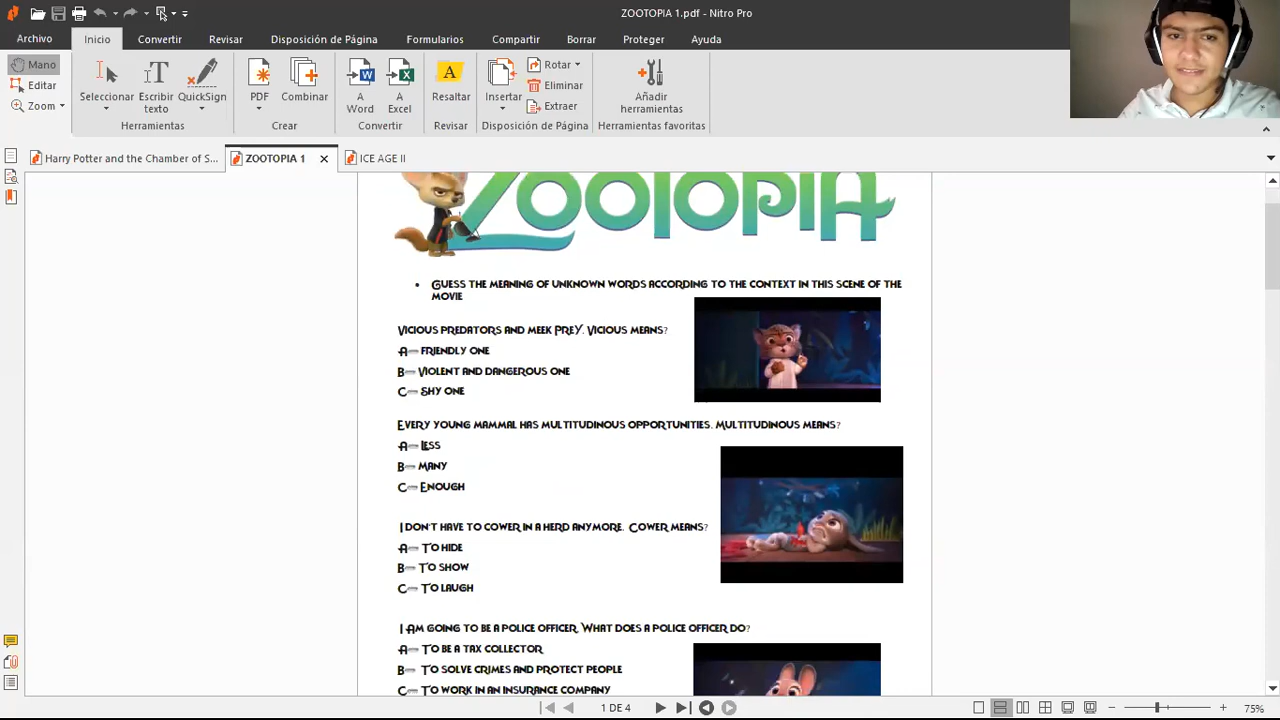 ZOOTOPIA 1.pdf - Nitro Pro
Archivo Inicio Convertir Revisar Disposición de Página Formularios Compartir Borrar Proteger Ayuda
Mano
Editar
Zoom
Seleccionar
Escribir texto
QuickSign
Herramientas
PDF
Combinar
Crear
A Word
A Excel
Convertir
Resaltar
Revisar
Insertar
Rotar
Eliminar
Extraer
Disposición de Página
Añadir herramientas
Herramientas favoritas
Harry Potter and the Chamber of S... ZOOTOPIA 1 ICE AGE II
ZOOTOPIA
• Guess the meaning of unknown words according to the context in this scene of the
movie
Vicious predators and meek Prey. Vicious means?
A– friendly one
B– Violent and dangerous one
C– Shy one
Every young mammal has multitudinous opportunities. Multitudinous means?
A– Less
B– Many
C– Enough
I don't have to cower in a herd anymore. Cower means?
A– To hide
B– To show
C– To laugh
I Am going to be a police officer. What does a police officer do?
A– To be a tax collector
B– To solve crimes and protect people
C– To work in an insurance company
1 DE 4
75%